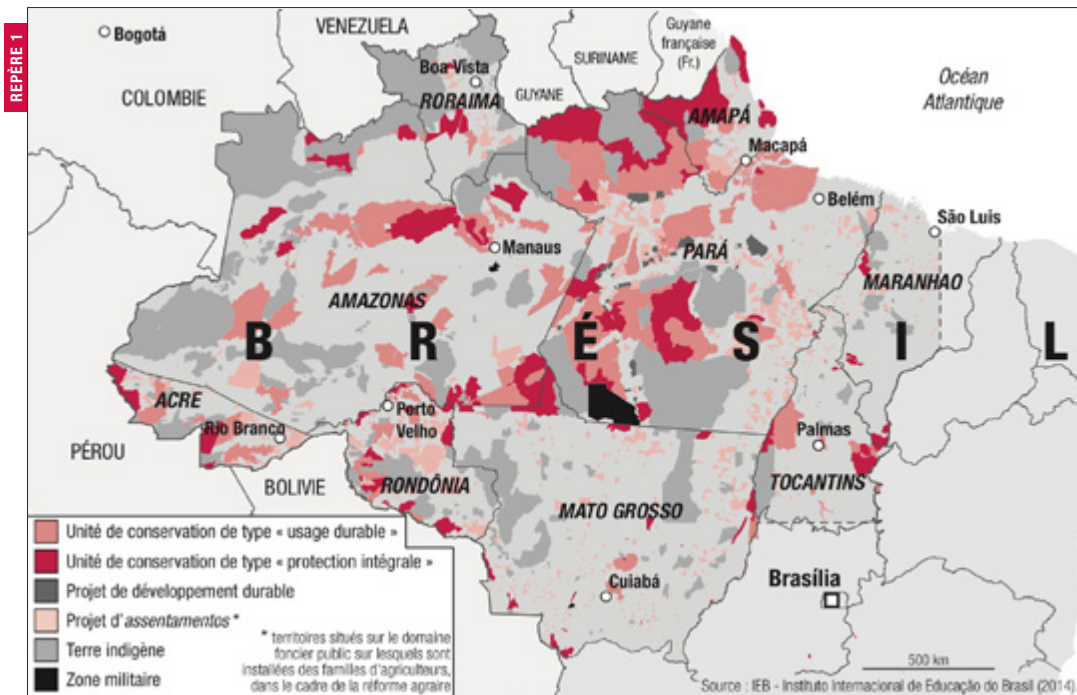 REPÈRE 1
Bogotá
VENEZUELA
COLOMBIE
Boa Vista
RORAIMA
GUYANE
SURINAME
Guyane
française
(Fr.)
Océan
Atlantique
AMAPÁ
Macapá
Belém
São Luis
Manaus
PARÁ
MARANHAO
AMAZONAS
B R É S I L
ACRE
Rio Branco
Porto
Velho
Palmas
PÉROU
BOLIVIE
RONDÔNIA
MATO GROSSO
TOCANTINS
Cuiabá
Brasília
Unité de conservation de type « usage durable »
Unité de conservation de type « protection intégrale »
Projet de développement durable
Projet d'assentamentos *
Terre indigène
Zone militaire
* territoires situés sur le domaine
foncier public sur lesquels sont
installées des familles d'agriculteurs,
dans le cadre de la réforme agraire
500 km
Source : IEB - Instituto Internacional de Educação do Brasil (2014)